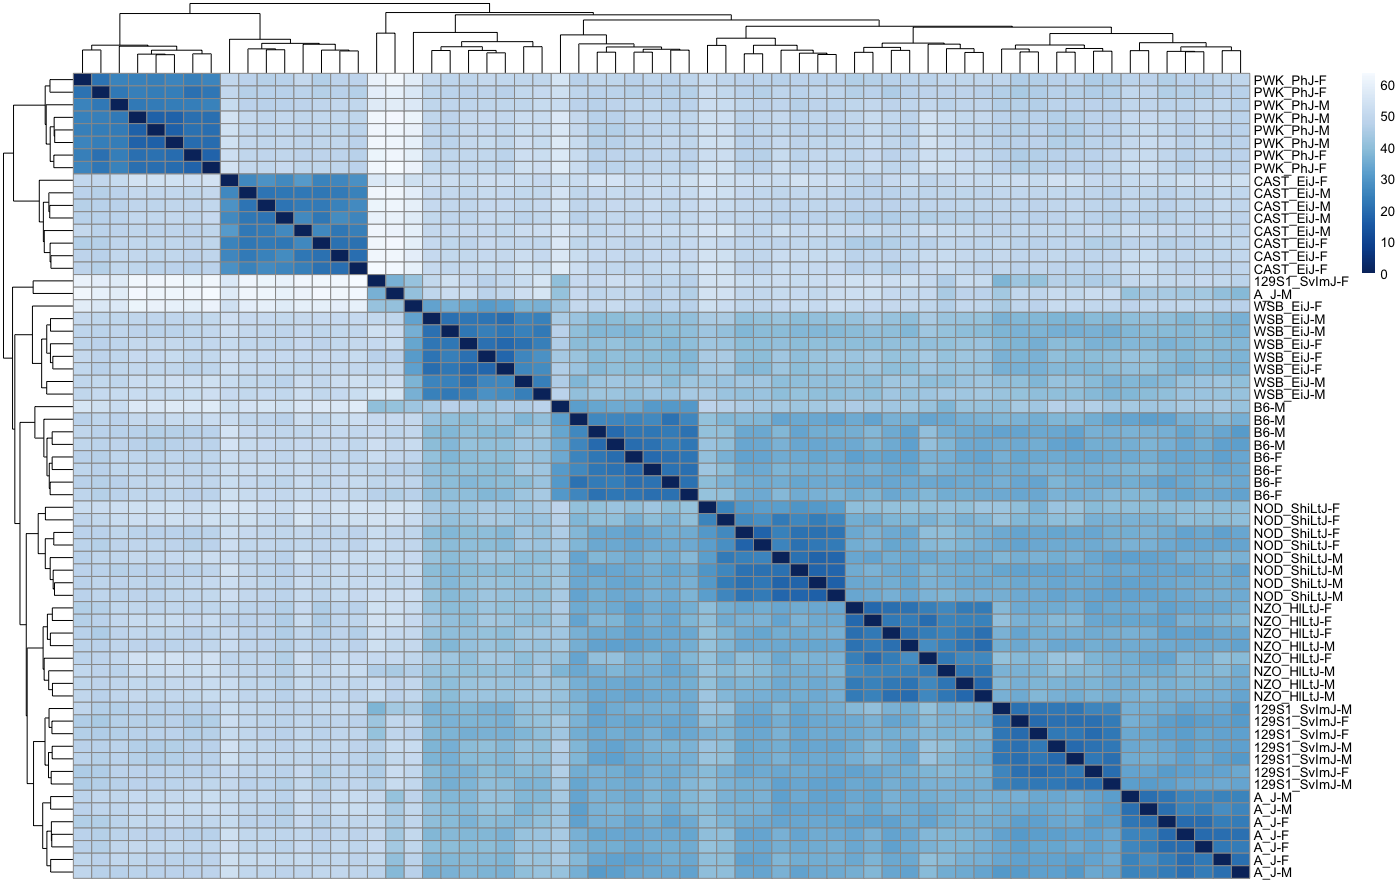 PWK_PhJ-F
PWK_PhJ-F
PWK_PhJ-M
PWK_PhJ-M
PWK_PhJ-M
PWK_PhJ-M
PWK_PhJ-F
PWK_PhJ-F
CAST_EiJ-F
CAST_EiJ-M
CAST_EiJ-M
CAST_EiJ-M
CAST_EiJ-M
CAST_EiJ-F
CAST_EiJ-F
CAST_EiJ-F
129S1_SvImJ-F
A_J-M
WSB_EiJ-F
WSB_EiJ-M
WSB_EiJ-M
WSB_EiJ-F
WSB_EiJ-F
WSB_EiJ-F
WSB_EiJ-M
WSB_EiJ-M
B6-M
B6-M
B6-M
B6-M
B6-F
B6-F
B6-F
B6-F
NOD_ShiLtJ-F
NOD_ShiLtJ-F
NOD_ShiLtJ-F
NOD_ShiLtJ-F
NOD_ShiLtJ-M
NOD_ShiLtJ-M
NOD_ShiLtJ-M
NOD_ShiLtJ-M
NZO_HlLtJ-F
NZO_HlLtJ-F
NZO_HlLtJ-F
NZO_HlLtJ-M
NZO_HlLtJ-F
NZO_HlLtJ-M
NZO_HlLtJ-M
NZO_HlLtJ-M
129S1_SvImJ-M
129S1_SvImJ-F
129S1_SvImJ-F
129S1_SvImJ-M
129S1_SvImJ-M
129S1_SvImJ-F
129S1_SvImJ-M
A_J-M
A_J-M
A_J-F
A_J-F
A_J-F
A_J-F
A_J-M
60
50
40
30
20
10
0